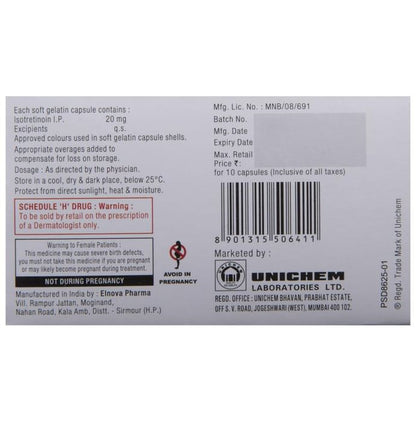 Each soft gelatin capsule contains :
Isotretinoin I.P. 20 mg
Excipients q.s.
Approved colours used in soft gelatin capsule shells.
Appropriate overages added to
compensate for loss on storage.
Dosage : As directed by the physician.
Store in a cool, dry & dark place, below 25°C.
Protect from direct sunlight, heat & moisture.
SCHEDULE 'H' DRUG : Warning :
To be sold by retail on the prescription
of a Dermatologist only.
Warning to Female Patients :
This medicine may cause severe birth defects,
you must not take this medicine if you are pregnant
or may likely become pregnant during treatment.
NOT DURING PREGNANCY
AVOID IN
PREGNANCY
Manufactured in India by : Elnova Pharma
Vill. Rampur Jattan, Moginand,
Nahan Road, Kala Amb, Distt. - Sirmour (H.P.)
Mfg. Lic. No. : MNB/08/691
Batch No.
Mfg. Date
Expiry Date
Max. Retail
Price ₹:
for 10 capsules (Inclusive of all taxes)
8 901315 506411
Marketed by :
UNICHEM
UNICHEM
LABORATORIES LTD.
REGD. OFFICE : UNICHEM BHAVAN, PRABHAT ESTATE,
OFF S. V. ROAD, JOGESHWARI (WEST), MUMBAI 400 102.
PSD8625-01
® Regd. Trade Mark of Unichem